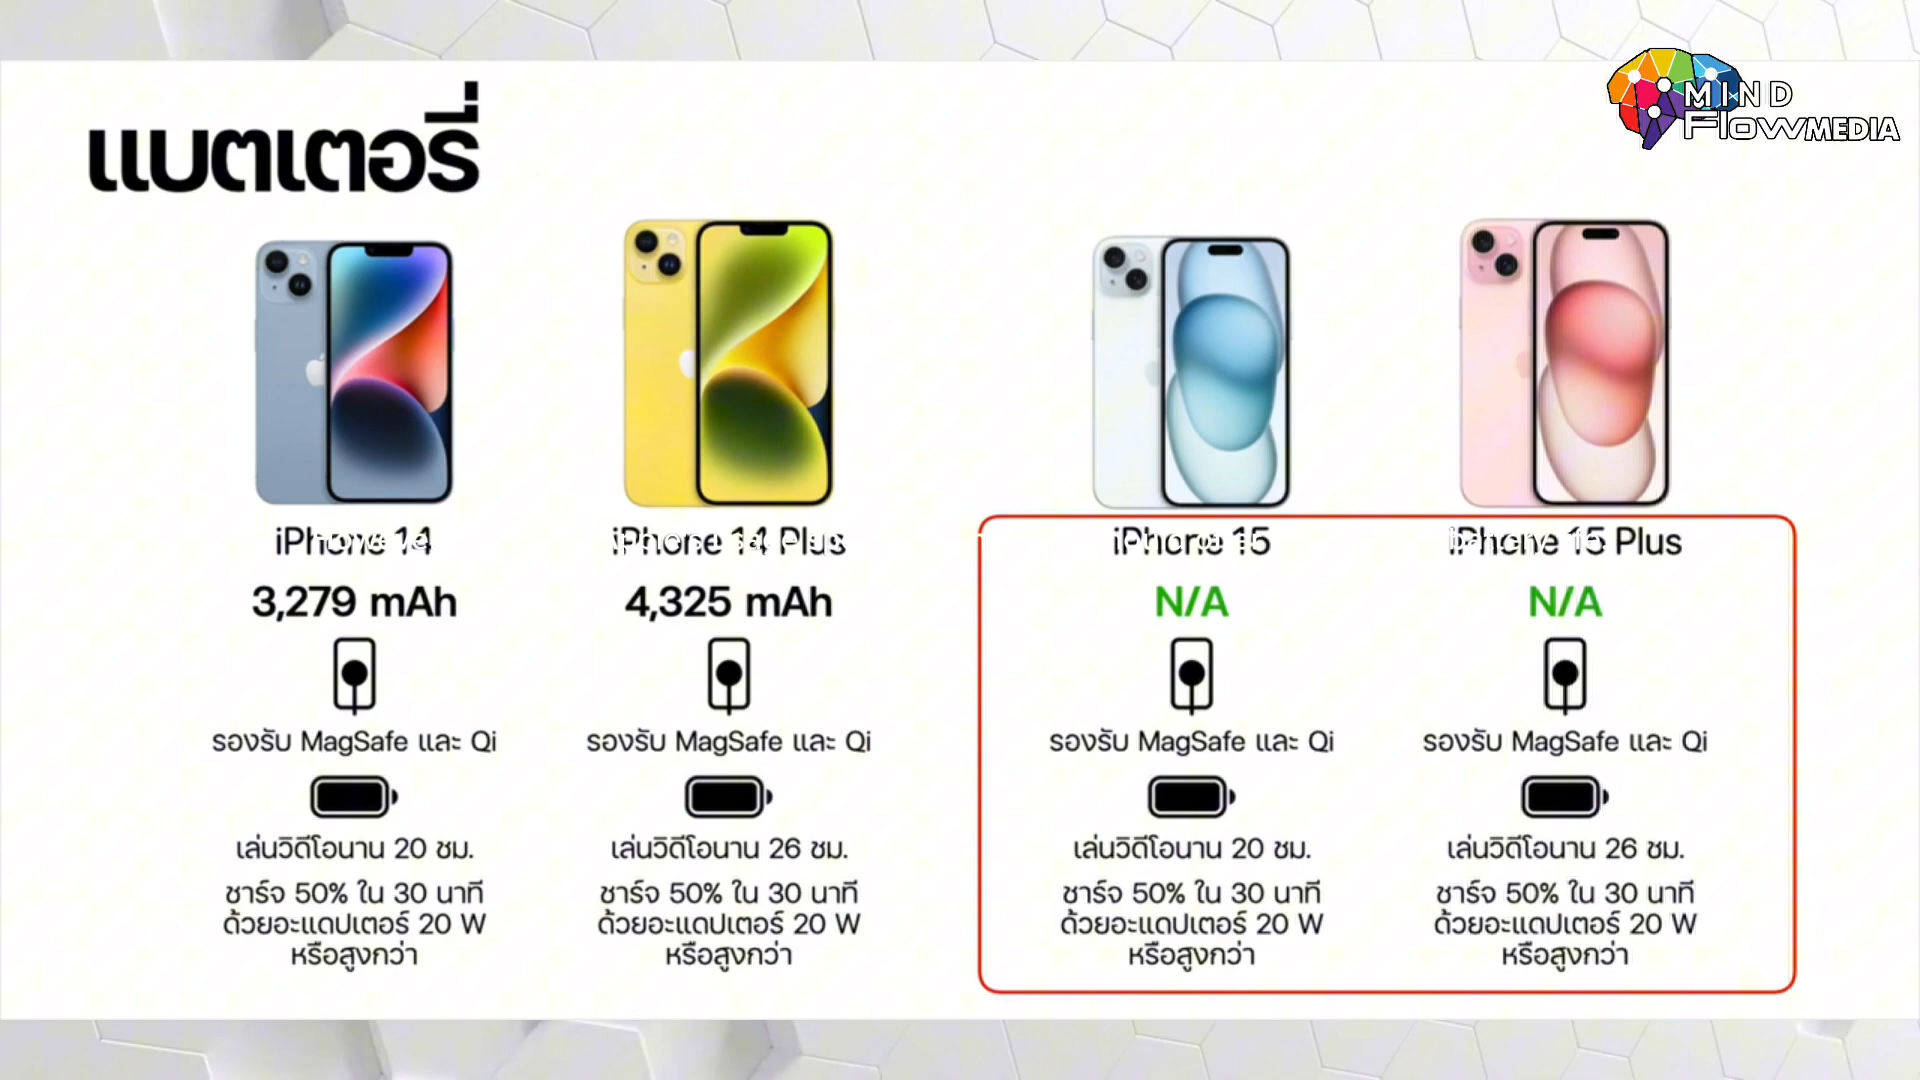 MIND
Flow MEDIA
แบตเตอรี่
iPhone 14 iPhone 14 Plus iPhone 15 iPhone 15 Plus
3,279 mAh 4,325 mAh N/A N/A
รองรับ MagSafe และ Qi รองรับ MagSafe และ Qi รองรับ MagSafe และ Qi รองรับ MagSafe และ Qi
เล่นวิดีโอนาน 20 ชม. เล่นวิดีโอนาน 26 ชม. เล่นวิดีโอนาน 20 ชม. เล่นวิดีโอนาน 26 ชม.
ชาร์จ 50% ใน 30 นาที ชาร์จ 50% ใน 30 นาที ชาร์จ 50% ใน 30 นาที ชาร์จ 50% ใน 30 นาที
ด้วยอะแดปเตอร์ 20 W ด้วยอะแดปเตอร์ 20 W ด้วยอะแดปเตอร์ 20 W ด้วยอะแดปเตอร์ 20 W
หรือสูงกว่า หรือสูงกว่า หรือสูงกว่า หรือสูงกว่า